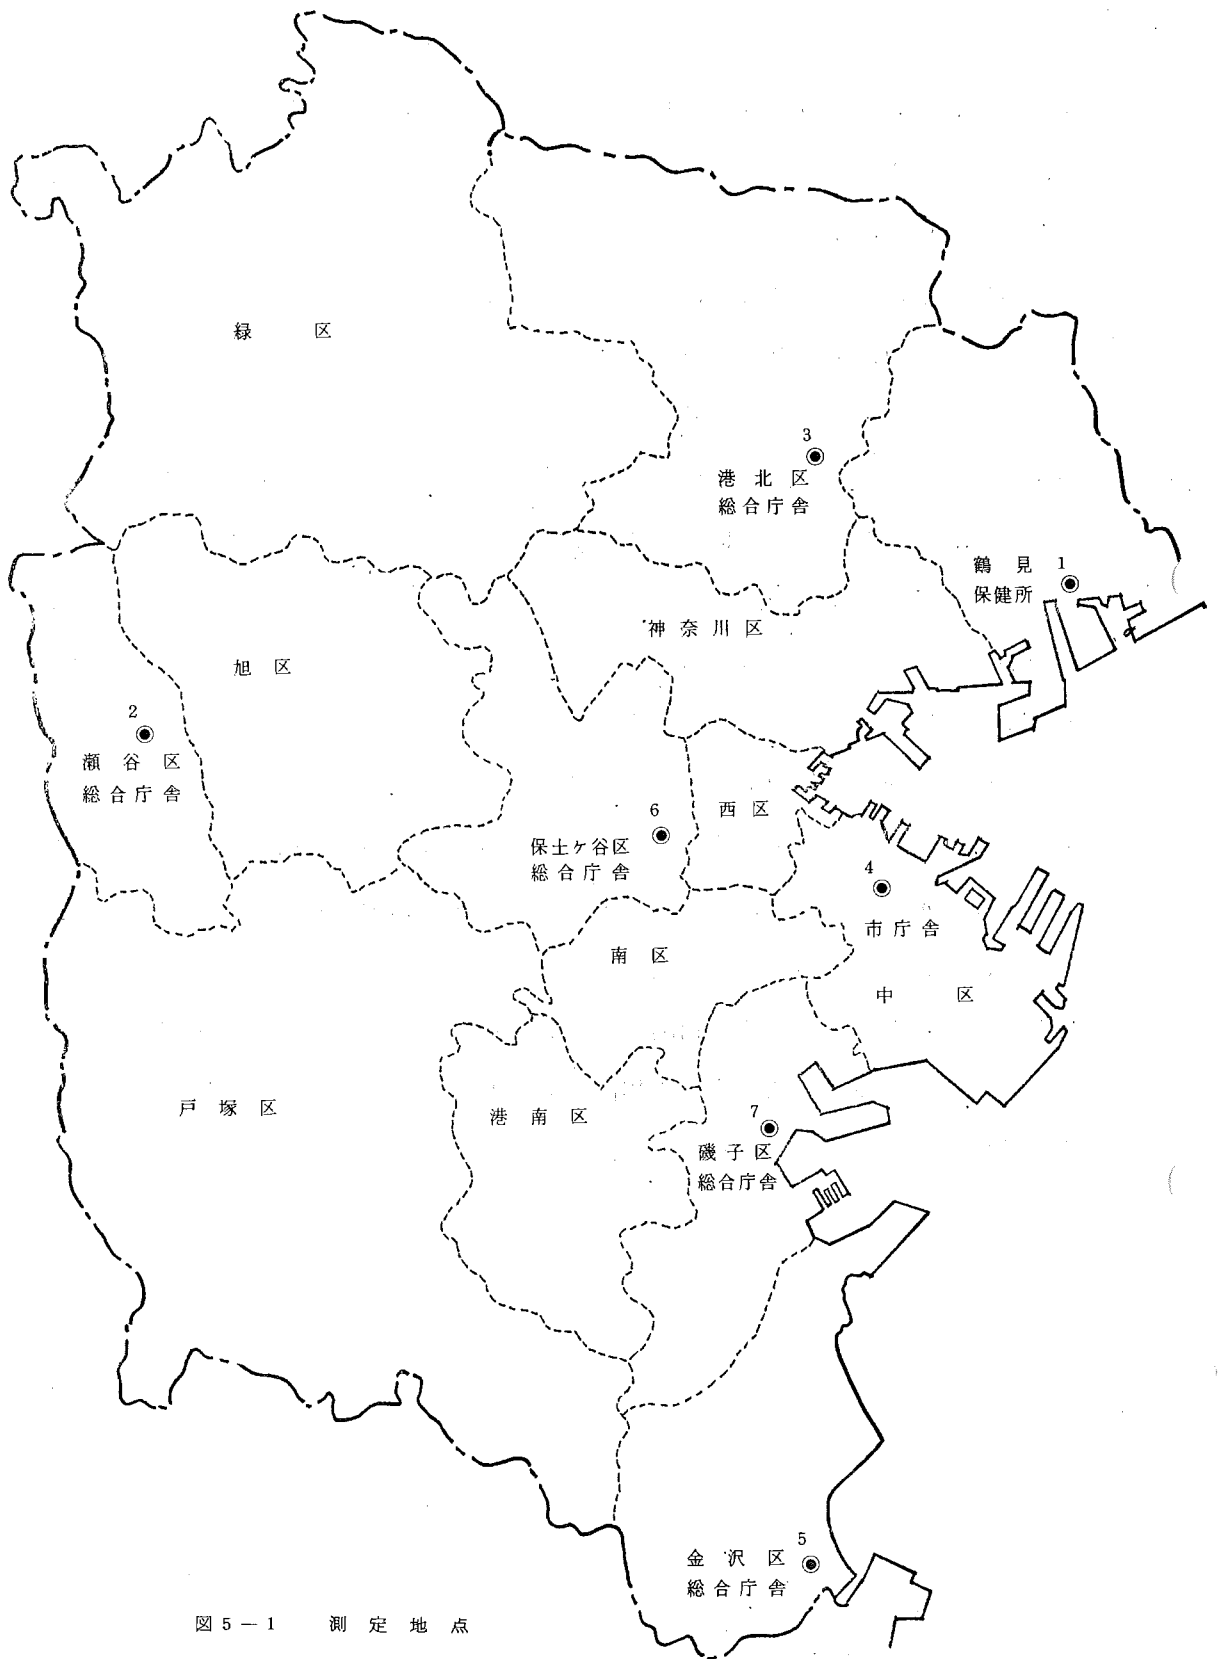 緑 区
3
港北区
総合庁舎
鶴見 1
保健所
神奈川区
旭区
2
瀬谷区
総合庁舎
西区
6
保土ヶ谷区
総合庁舎
4
市庁舎
南区
中 区
戸塚区
港南区
7
磯子区
総合庁舎
5
金沢区
総合庁舎
図5-1 測定地点